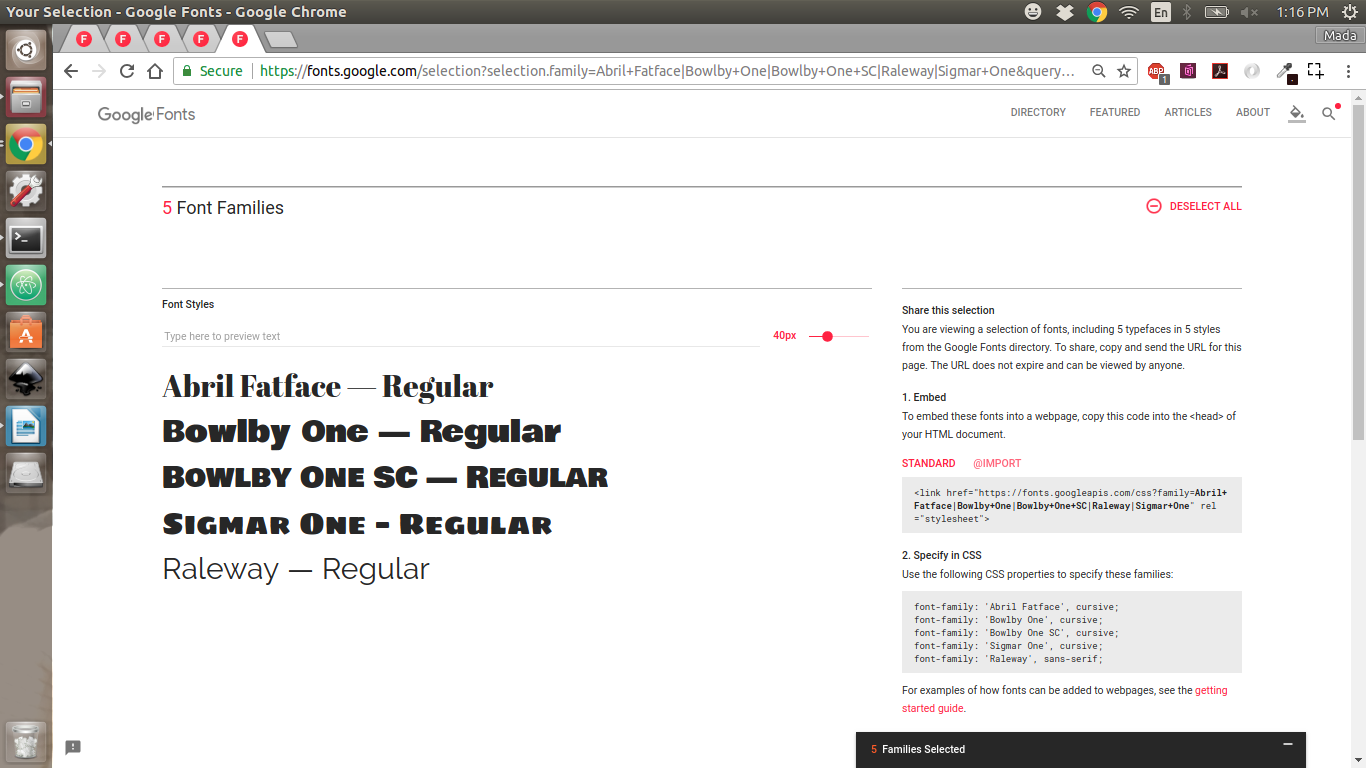 Your Selection - Google Fonts - Google Chrome
En
1:16 PM
Mada
F F F F F
Secure
https://fonts.google.com/selection?selection.family=Abril+Fatface|Bowlby+One|Bowlby+One+SC|Raleway|Sigmar+One&query…
ABP
1
Google Fonts
DIRECTORY
FEATURED
ARTICLES
ABOUT
5 Font Families
DESELECT ALL
Font Styles
Type here to preview text
40px
Abril Fatface — Regular
Bowlby One — Regular
BOWLBY ONE SC — REGULAR
SIGMAR ONE - REGULAR
Raleway — Regular
Share this selection
You are viewing a selection of fonts, including 5 typefaces in 5 styles
from the Google Fonts directory. To share, copy and send the URL for this
page. The URL does not expire and can be viewed by anyone.
1. Embed
To embed these fonts into a webpage, copy this code into the <head> of
your HTML document.
STANDARD
@IMPORT
<link href="https://fonts.googleapis.com/css?family=Abril+
Fatface|Bowlby+One|Bowlby+One+SC|Raleway|Sigmar+One" rel
="stylesheet">
2. Specify in CSS
Use the following CSS properties to specify these families:
font-family: 'Abril Fatface', cursive;
font-family: 'Bowlby One', cursive;
font-family: 'Bowlby One SC', cursive;
font-family: 'Sigmar One', cursive;
font-family: 'Raleway', sans-serif;
For examples of how fonts can be added to webpages, see the getting
started guide.
5 Families Selected